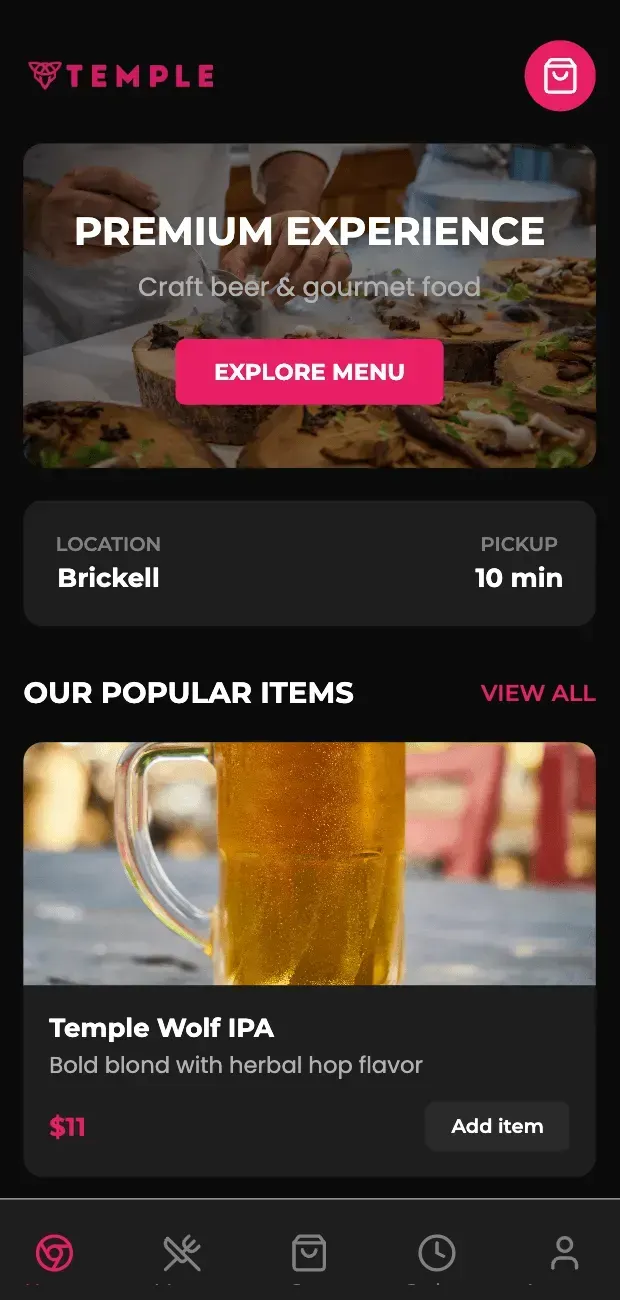 TEMPLE
PREMIUM EXPERIENCE
Craft beer & gourmet food
EXPLORE MENU
LOCATION
PICKUP
Brickell
10 min
OUR POPULAR ITEMS
VIEW ALL
Temple Wolf IPA
Bold blond with herbal hop flavor
$11
Add item